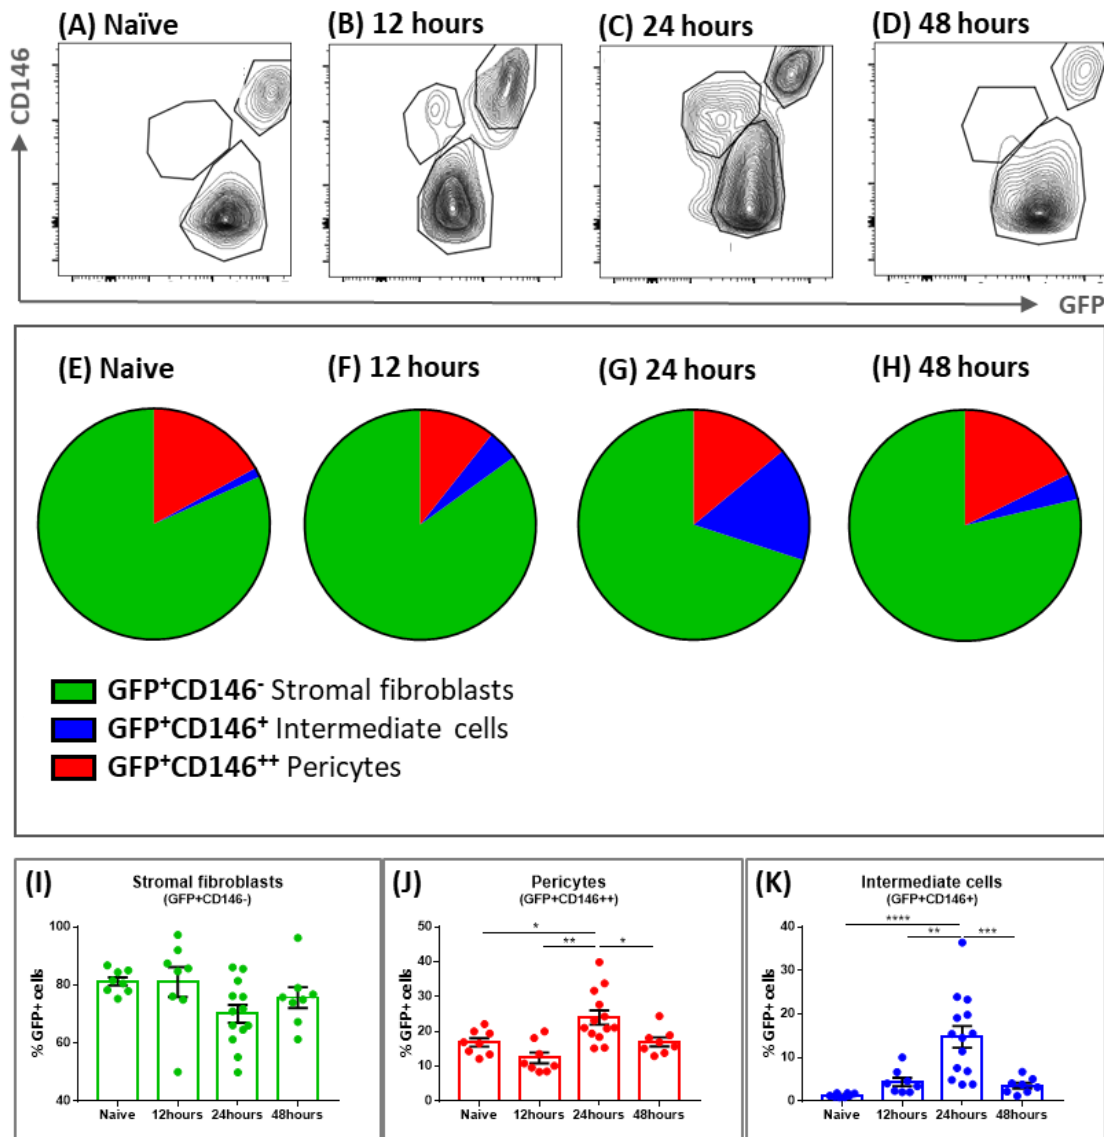 (A) Naïve
(B) 12 hours
(C) 24 hours
(D) 48 hours
CD146
GFP
(E) Naive
(F) 12 hours
(G) 24 hours
(H) 48 hours
GFP⁺CD146⁻ Stromal fibroblasts
GFP⁺CD146⁺ Intermediate cells
GFP⁺CD146⁺⁺ Pericytes
(I)
Stromal fibroblasts
(GFP+CD146-)
% GFP+ cells
100
80
60
40
Naive 12hours 24hours 48hours
(J)
Pericytes
(GFP+CD146++)
% GFP+ cells
50
40
30
20
10
0
* ** *
Naive 12hours 24hours 48hours
(K)
Intermediate cells
(GFP+CD146+)
% GFP+ cells
40
30
20
10
0
**** ** ***
Naive 12hours 24hours 48hours